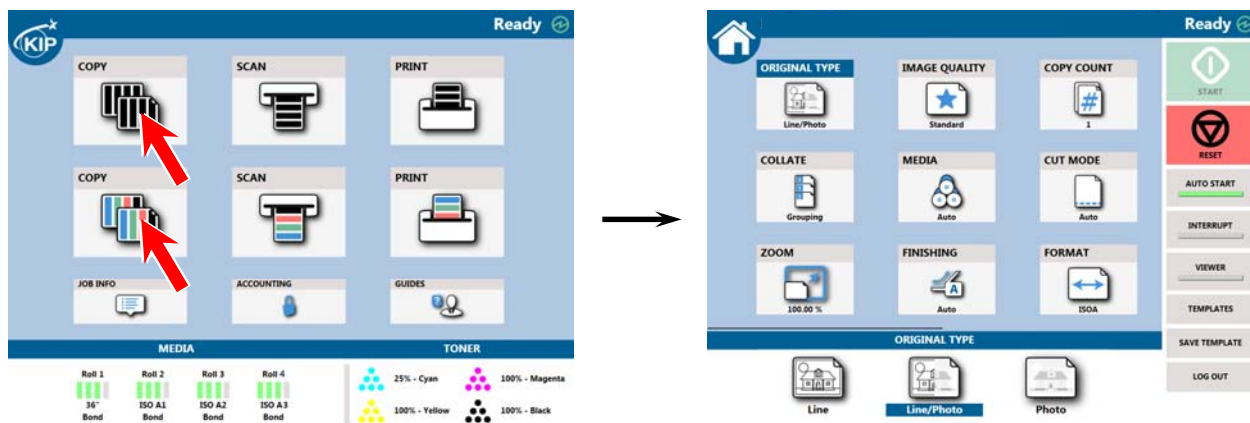 KIP
Ready
COPY SCAN PRINT
COPY SCAN PRINT
JOB INFO ACCOUNTING GUIDES
MEDIA TONER
Roll 1 Roll 2 Roll 3 Roll 4
25% - Cyan 100% - Magenta
36" ISO A1 ISO A2 ISO A3
Bond Bond Bond Bond
100% - Yellow 100% - Black
Ready
ORIGINAL TYPE IMAGE QUALITY COPY COUNT
#
Line/Photo Standard 1
START
RESET
COLLATE MEDIA CUT MODE
Grouping Auto Auto
AUTO START
INTERRUPT
ZOOM FINISHING FORMAT
A
100.00 % Auto ISOA
VIEWER
TEMPLATES
SAVE TEMPLATE
LOG OUT
ORIGINAL TYPE
Line Line/Photo Photo